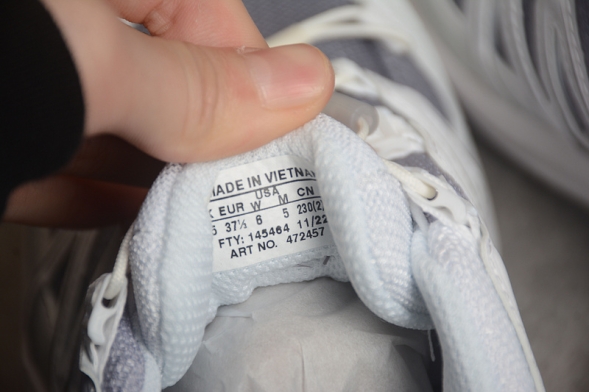 MADE IN VIETNAM
USA
EUR W M CN
5 37½ 6 5 230(2
FTY: 145464 11/22
ART NO. 472457